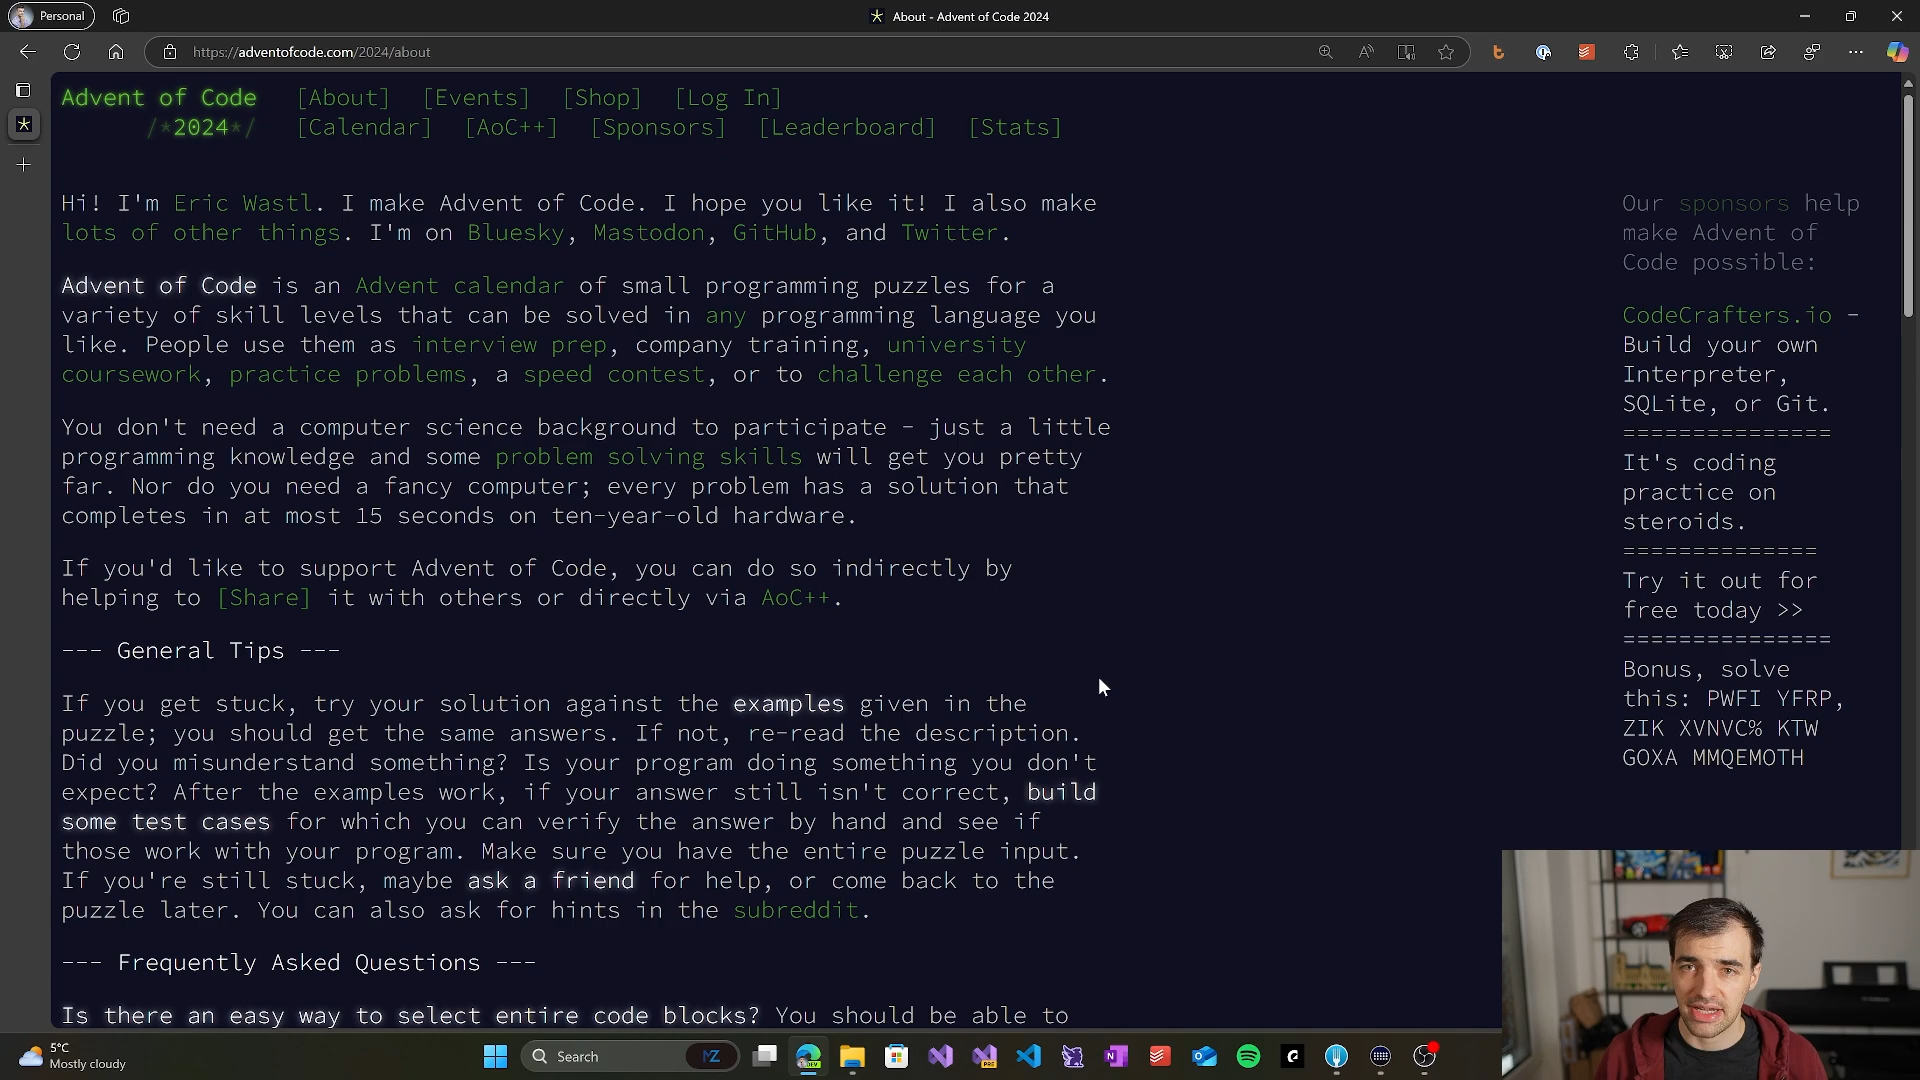 Personal
About - Advent of Code 2024
https://adventofcode.com/2024/about
Advent of Code [About] [Events] [Shop] [Log In]
/*2024*/ [Calendar] [AoC++] [Sponsors] [Leaderboard] [Stats]
Hi! I'm Eric Wastl. I make Advent of Code. I hope you like it! I also make
lots of other things. I'm on Bluesky, Mastodon, GitHub, and Twitter.
Advent of Code is an Advent calendar of small programming puzzles for a
variety of skill levels that can be solved in any programming language you
like. People use them as interview prep, company training, university
coursework, practice problems, a speed contest, or to challenge each other.
You don't need a computer science background to participate - just a little
programming knowledge and some problem solving skills will get you pretty
far. Nor do you need a fancy computer; every problem has a solution that
completes in at most 15 seconds on ten-year-old hardware.
If you'd like to support Advent of Code, you can do so indirectly by
helping to [Share] it with others or directly via AoC++.
--- General Tips ---
If you get stuck, try your solution against the examples given in the
puzzle; you should get the same answers. If not, re-read the description.
Did you misunderstand something? Is your program doing something you don't
expect? After the examples work, if your answer still isn't correct, build
some test cases for which you can verify the answer by hand and see if
those work with your program. Make sure you have the entire puzzle input.
If you're still stuck, maybe ask a friend for help, or come back to the
puzzle later. You can also ask for hints in the subreddit.
--- Frequently Asked Questions ---
Is there an easy way to select entire code blocks? You should be able to
Our sponsors help
make Advent of
Code possible:
CodeCrafters.io -
Build your own
Interpreter,
SQLite, or Git.
===============
It's coding
practice on
steroids.
==============
Try it out for
free today >>
===============
Bonus, solve
this: PWFI YFRP,
ZIK XVNVC% KTW
GOXA MMQEMOTH
5°C
Mostly cloudy
Search
MZ
DEV
PRE